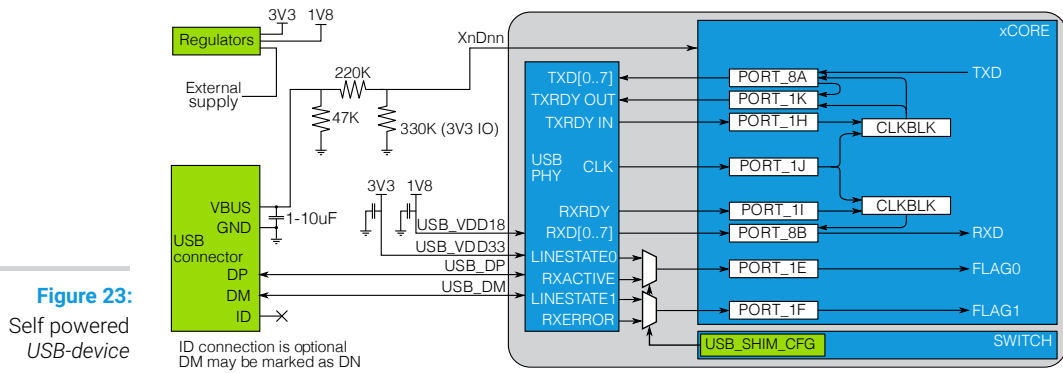 3V3 1V8
Regulators
External
supply
220K
47K
330K (3V3 IO)
XnDnn
xCORE
TXD[0..7]
PORT_8A
TXD
TXRDY OUT
PORT_1K
TXRDY IN
PORT_1H
CLKBLK
USB
PHY
CLK
PORT_1J
CLKBLK
RXRDY
PORT_1I
RXD[0..7]
PORT_8B
RXD
LINESTATE0
RXACTIVE
PORT_1E
FLAG0
LINESTATE1
RXERROR
PORT_1F
FLAG1
USB_SHIM_CFG
SWITCH
3V3 1V8
USB_VDD18
USB_VDD33
USB_DP
USB_DM
VBUS
GND
1-10uF
USB
connector
DP
DM
ID
ID connection is optional
DM may be marked as DN
Figure 23:
Self powered
USB-device